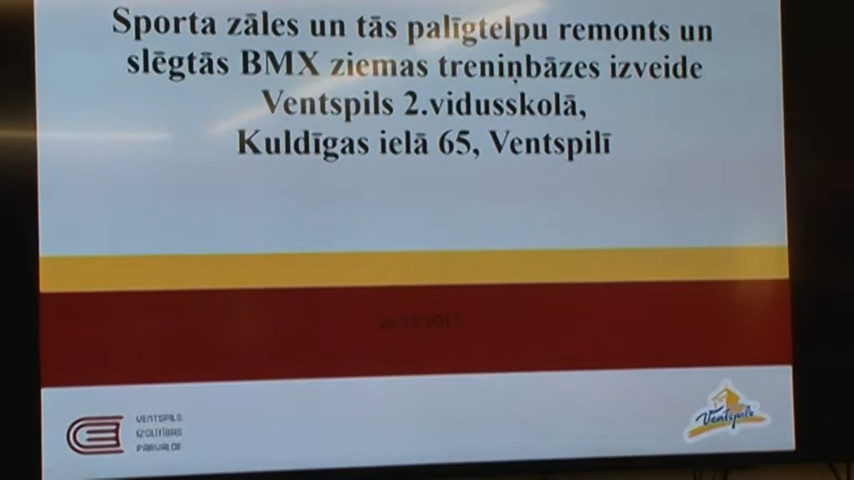 Sporta zāles un tās palīgtelpu remonts un
slēgtās BMX ziemas treniņbāzes izveide
Ventspils 2.vidusskolā,
Kuldīgas ielā 65, Ventspilī
VENTSPILS
IZGLĪTĪBAS
PĀRVALDE
Ventspils